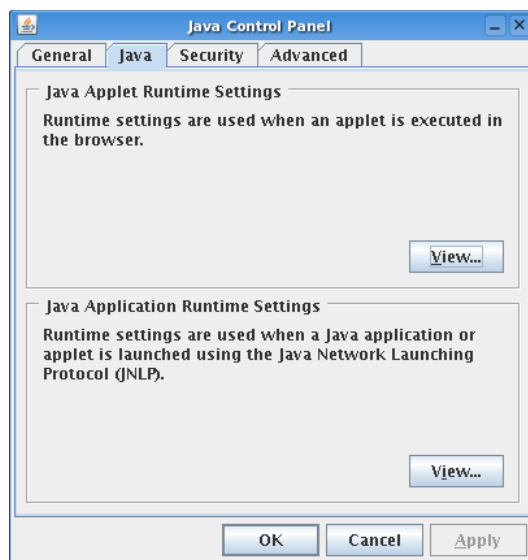 Java Control Panel
General Java Security Advanced
Java Applet Runtime Settings
Runtime settings are used when an applet is executed in
the browser.
View...
Java Application Runtime Settings
Runtime settings are used when a Java application or
applet is launched using the Java Network Launching
Protocol (JNLP).
View...
OK Cancel Apply